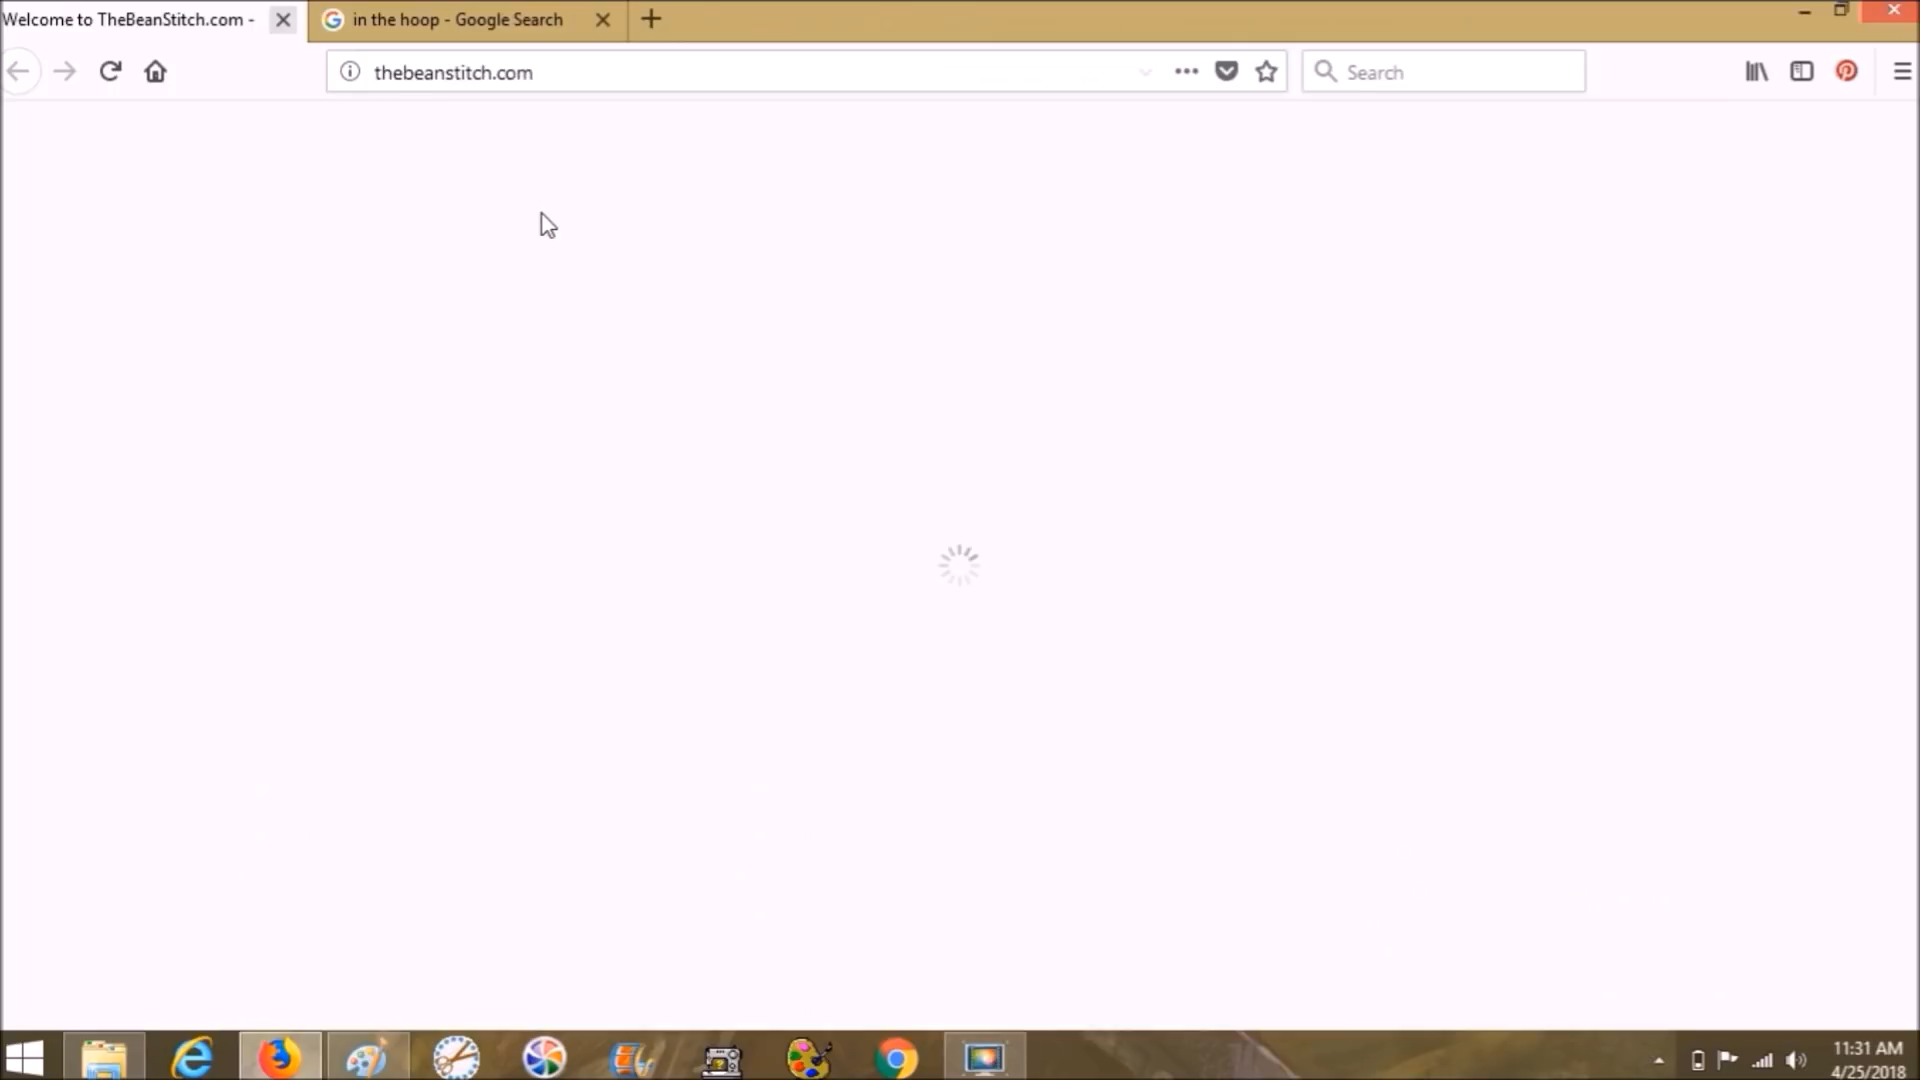 Welcome to TheBeanStitch.com -
in the hoop - Google Search
thebeanstitch.com
Search
11:31 AM
4/25/2018